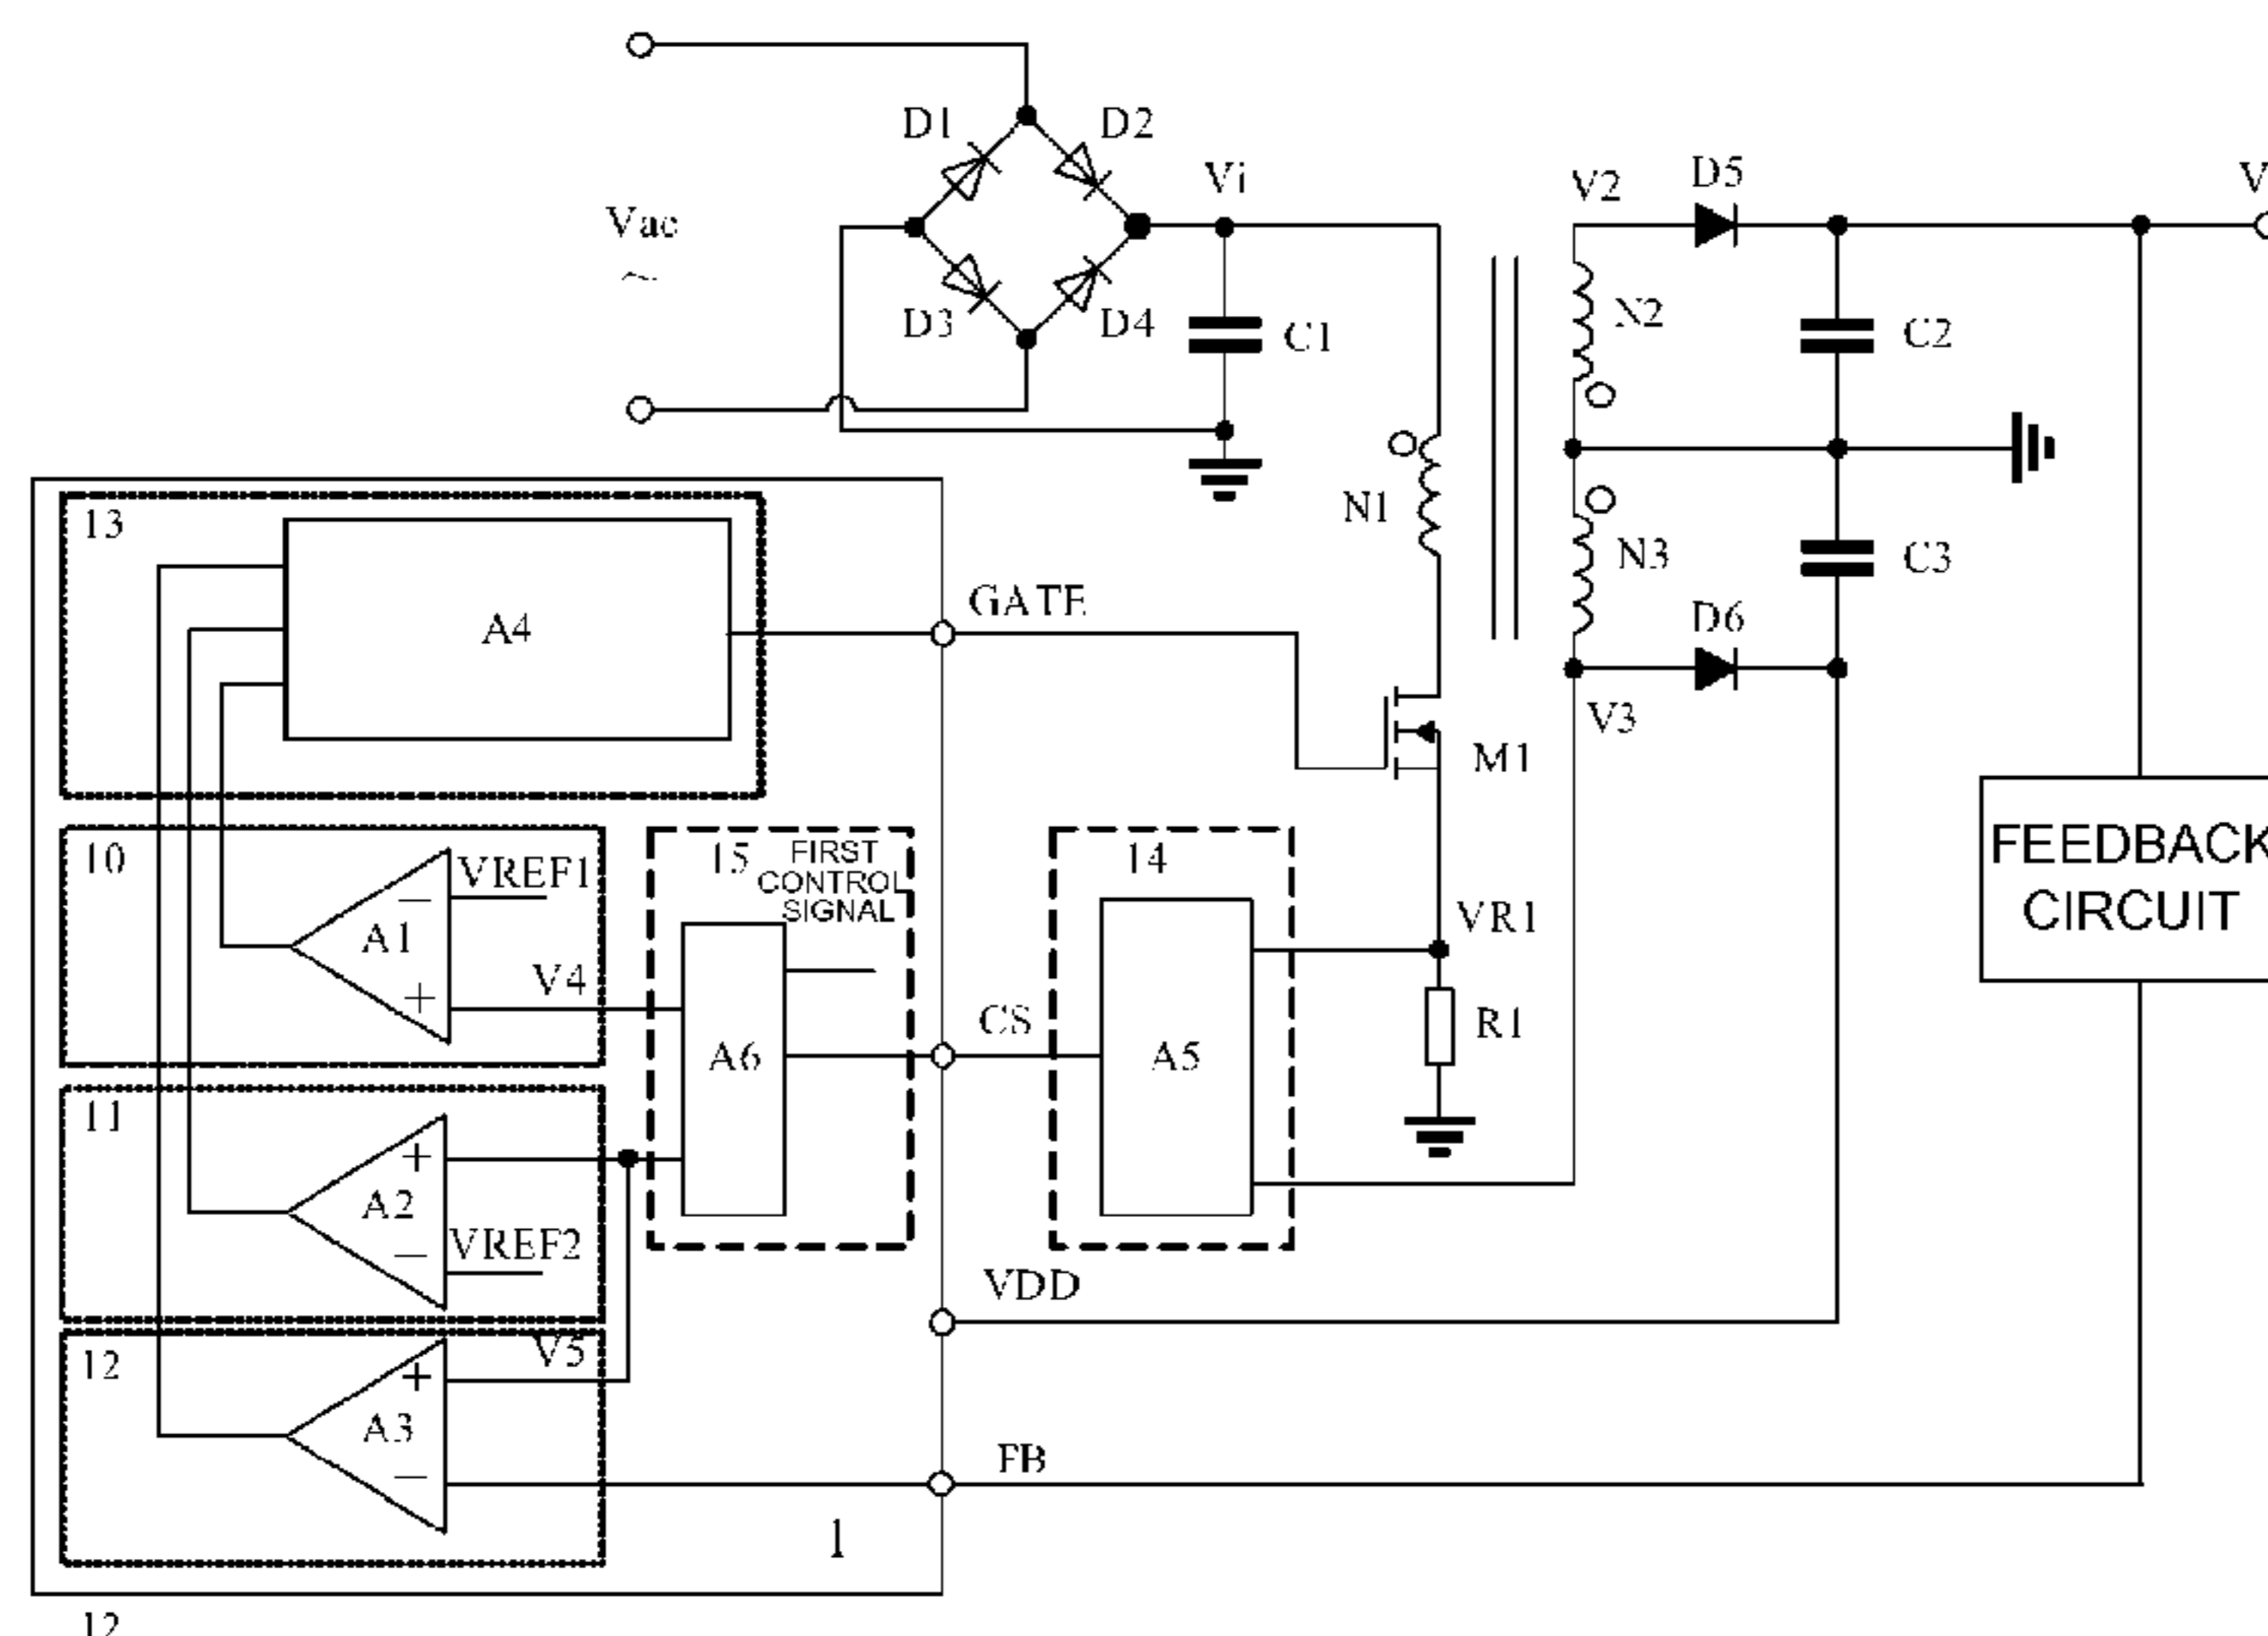 D1
D2
Vi
V2
D5
V
Vac
~
D3
D4
C1
N2
C2
13
N1
N3
C3
GATE
A4
D6
V3
M1
10
VREF1
15
FIRST
CONTROL
SIGNAL
14
FEEDBACK
CIRCUIT
A1
−
+
V4
VR1
CS
R1
A6
A5
11
+
A2
−
VREF2
VDD
12
V5
+
A3
−
FB
1
12